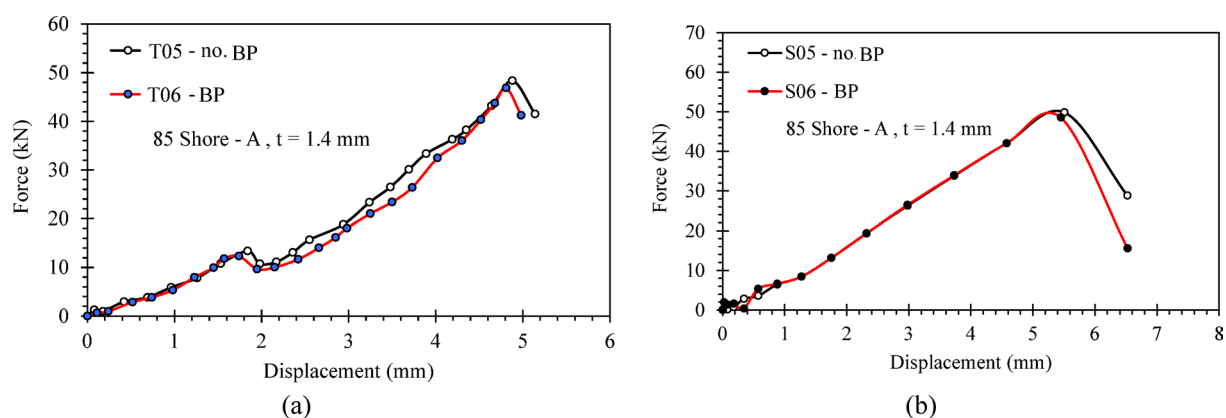 60
50
40
30
20
10
0
Force (kN)
T05 - no. BP
T06 - BP
85 Shore - A , t = 1.4 mm
0 1 2 3 4 5 6
Displacement (mm)
(a)
70
60
50
40
30
20
10
0
Force (kN)
S05 - no. BP
S06 - BP
85 Shore - A , t = 1.4 mm
0 1 2 3 4 5 6 7 8
Displacement (mm)
(b)